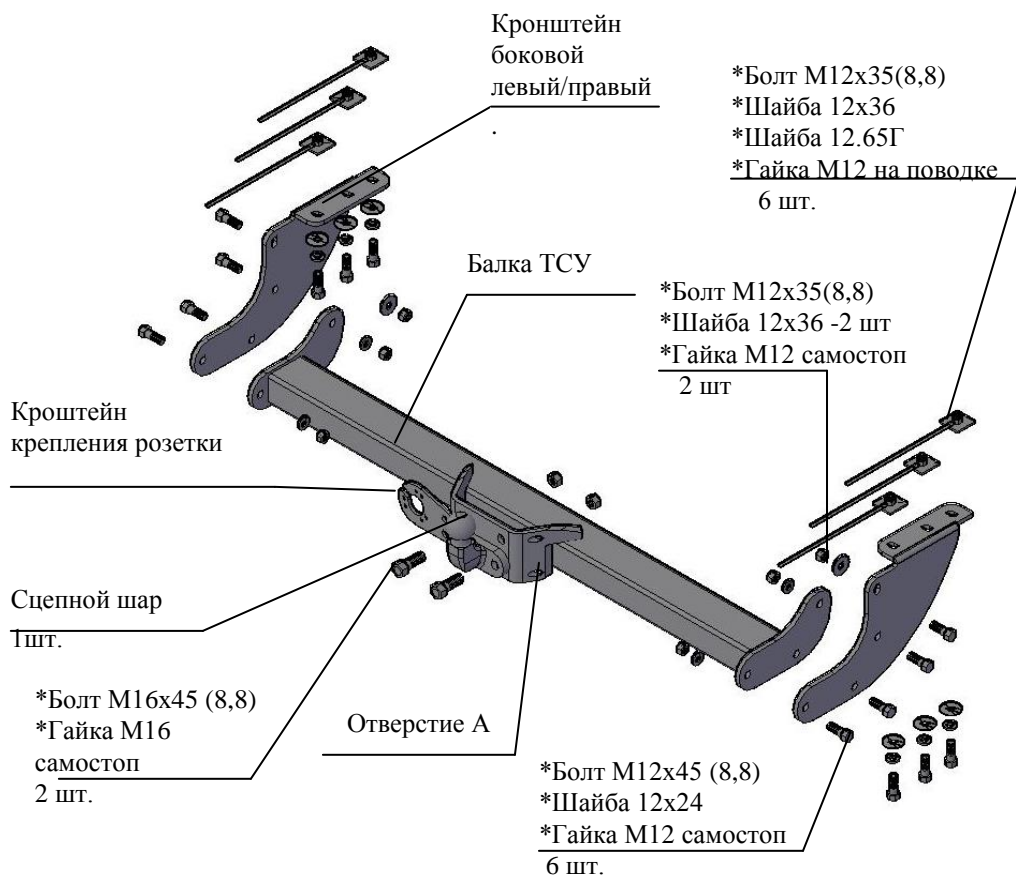 Кронштейн
боковой
левый/правый
.
*Болт М12х35(8,8)
*Шайба 12х36
*Шайба 12.65Г
*Гайка М12 на поводке
6 шт.
Балка ТСУ
*Болт М12х35(8,8)
*Шайба 12х36 -2 шт
*Гайка М12 самостоп
2 шт
Кроштейн
крепления розетки
Сцепной шар
1шт.
*Болт М16х45 (8,8)
*Гайка М16
самостоп
2 шт.
Отверстие А
*Болт М12х45 (8,8)
*Шайба 12х24
*Гайка М12 самостоп
6 шт.